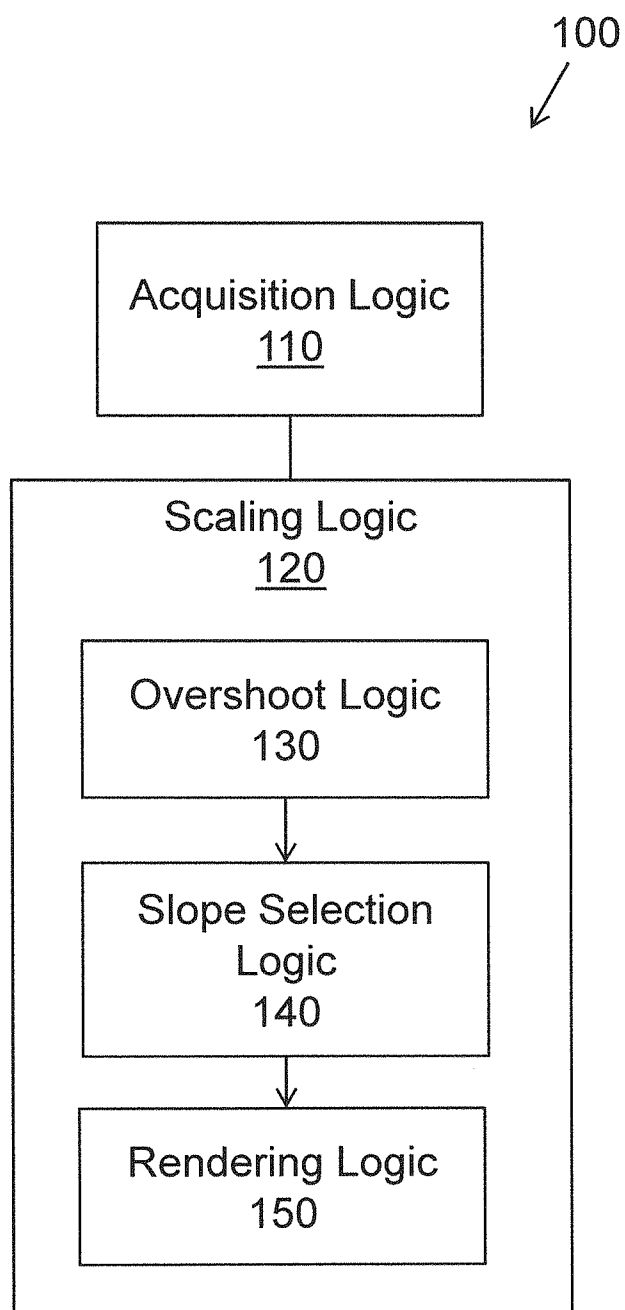 100
Acquisition Logic
110
Scaling Logic
120
Overshoot Logic
130
Slope Selection
Logic
140
Rendering Logic
150